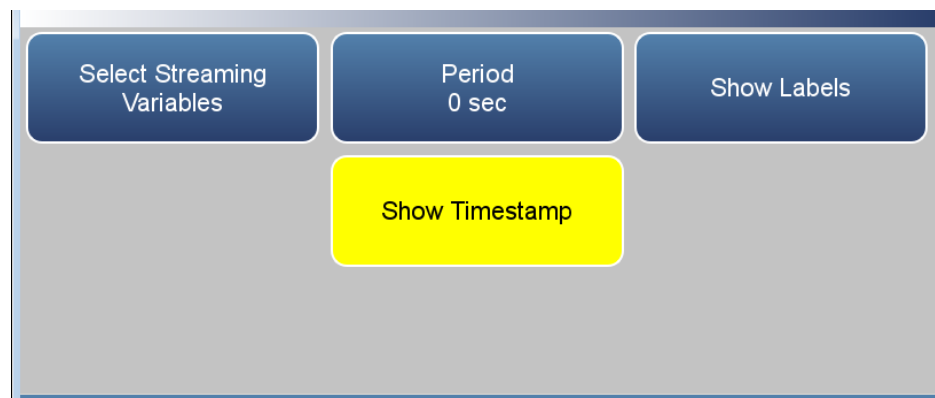 Select Streaming
Variables
Period
0 sec
Show Labels
Show Timestamp